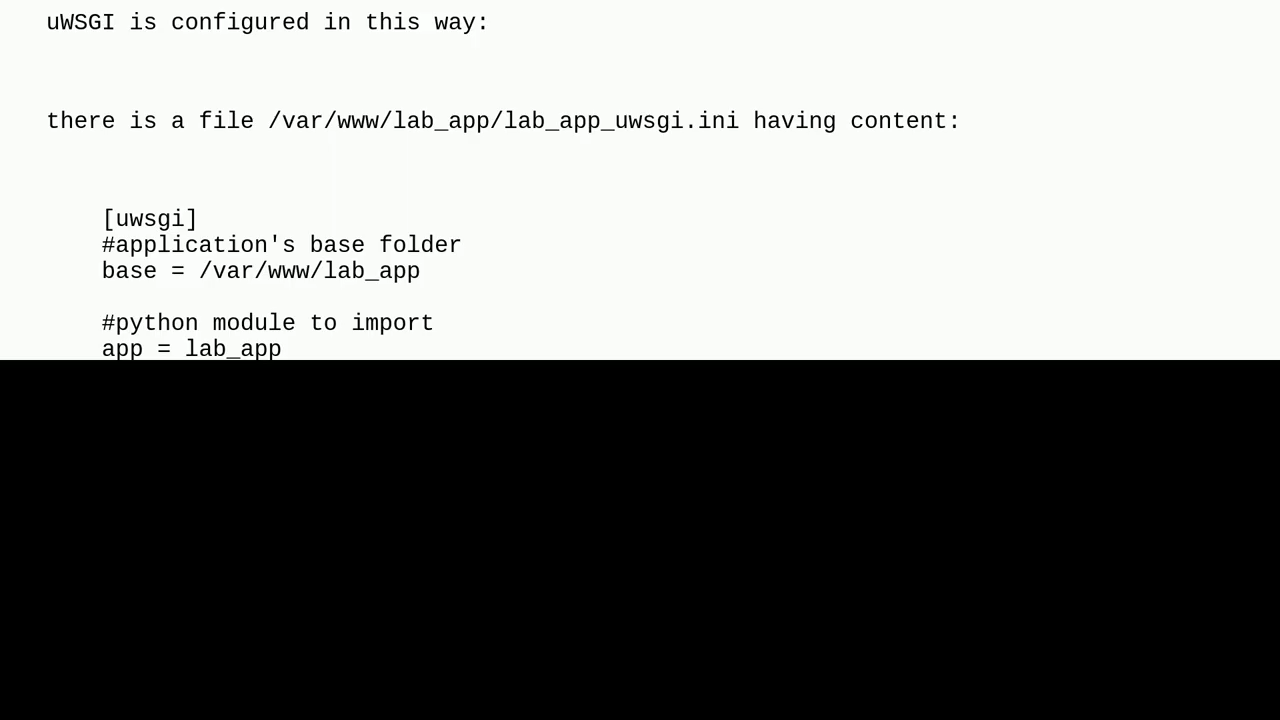 uWSGI is configured in this way:
there is a file /var/www/lab_app/lab_app_uwsgi.ini having content:
[uwsgi]
#application's base folder
base = /var/www/lab_app
#python module to import
app = lab_app